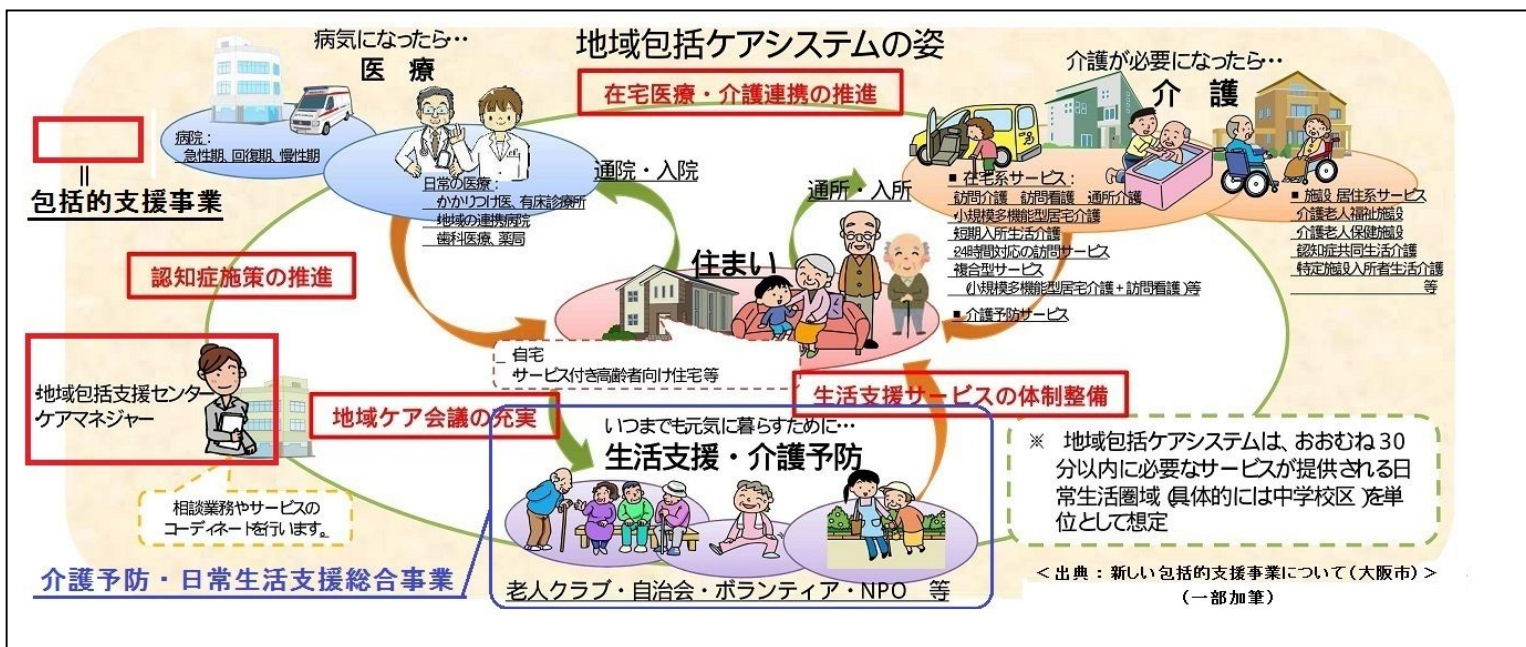 地域包括ケアシステムの姿
病気になったら…
医 療
介護が必要になったら…
介 護
在宅医療・介護連携の推進
病院:
急性期、回復期、慢性期
日常の医療:
かかりつけ医、有床診療所
地域の連携病院
歯科医療、薬局
通院・入院
通所・入所
■ 在宅系サービス:
訪問介護 訪問看護 通所介護
小規模多機能型居宅介護
短期入所生活介護
24時間対応の訪問サービス
複合型サービス
(小規模多機能型居宅介護+訪問看護)等
■ 介護予防サービス
■ 施設 居住系サービス
介護老人福祉施設
介護老人保健施設
認知症共同生活介護
特定施設入所者生活介護
等
=
包括的支援事業
認知症施策の推進
住まい
自宅
サービス付き高齢者向け住宅等
地域包括支援センター
ケアマネジャー
地域ケア会議の充実
生活支援サービスの体制整備
相談業務やサービスの
コーディネートを行います。
いつまでも元気に暮らすために…
生活支援・介護予防
老人クラブ・自治会・ボランティア・NPO 等
介護予防・日常生活支援総合事業
※ 地域包括ケアシステムは、おおむね30
分以内に必要なサービスが提供される日
常生活圏域(具体的には中学校区)を単
位として想定
<出典:新しい包括的支援事業について(大阪市)>
(一部加筆)